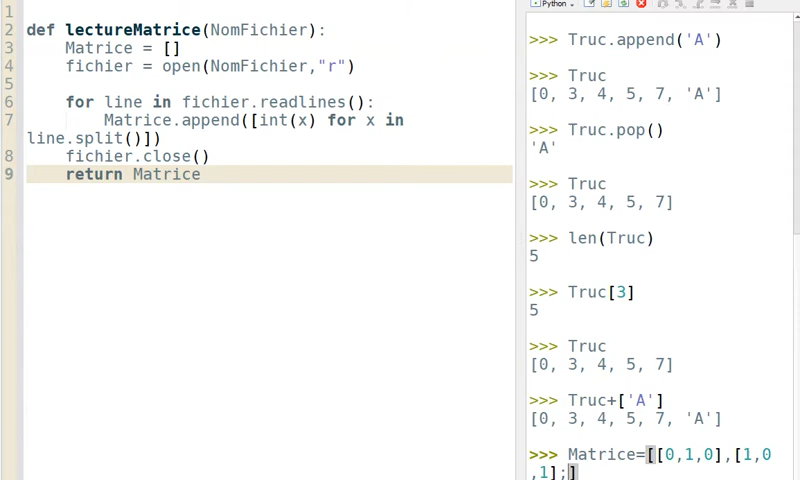 1
2 def lectureMatrice(NomFichier):
3 Matrice = []
4 fichier = open(NomFichier,"r")
5
6 for line in fichier.readlines():
7 Matrice.append([int(x) for x in
line.split()])
8 fichier.close()
9 return Matrice
Python
>>> Truc.append('A')
>>> Truc
[0, 3, 4, 5, 7, 'A']
>>> Truc.pop()
'A'
>>> Truc
[0, 3, 4, 5, 7]
>>> len(Truc)
5
>>> Truc[3]
5
>>> Truc
[0, 3, 4, 5, 7]
>>> Truc+['A']
[0, 3, 4, 5, 7, 'A']
>>> Matrice=[[0,1,0],[1,0
,1];]